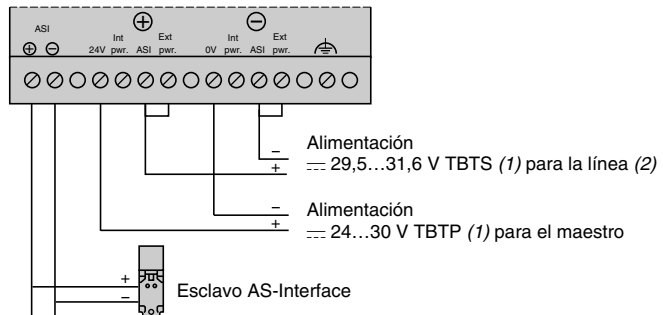 ASI
+ −
+
−
Int Ext
24V pwr. ASI pwr.
Int Ext
0V pwr. ASI pwr.
− Alimentación
+ 29,5…31,6 V TBTS (1) para la línea (2)
− Alimentación
+ 24…30 V TBTP (1) para el maestro
+
− Esclavo AS-Interface